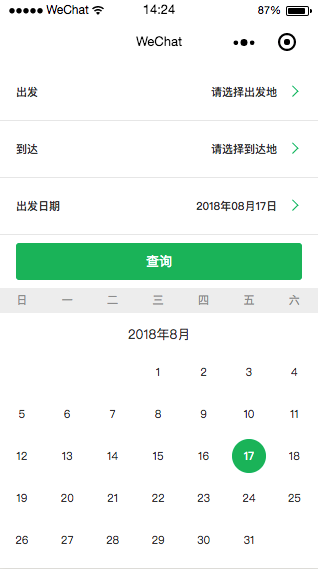 WeChat 14:24 87%
WeChat
出发 请选择出发地
到达 请选择到达地
出发日期 2018年08月17日
查询
日 一 二 三 四 五 六
2018年8月
1 2 3 4
5 6 7 8 9 10 11
12 13 14 15 16 17 18
19 20 21 22 23 24 25
26 27 28 29 30 31